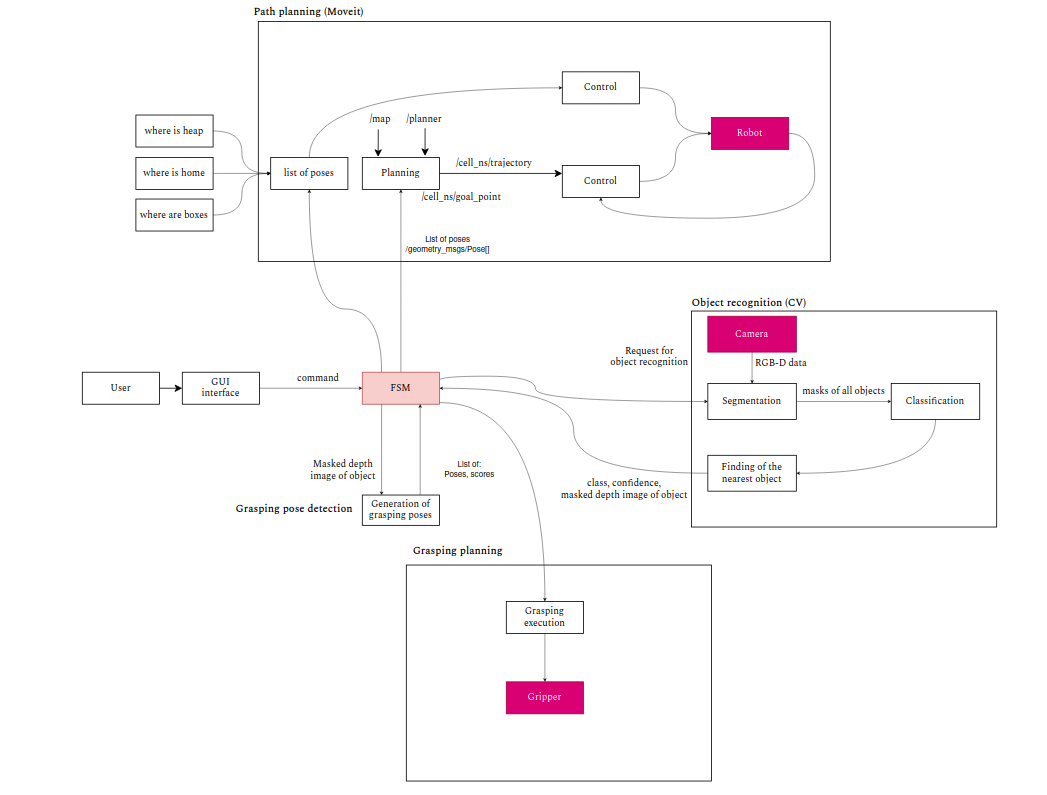 Path planning (Moveit)
Control
/map
/planner
where is heap
Robot
where is home
list of poses
Planning
/cell_ns/trajectory
Control
/cell_ns/goal_point
where are boxes
List of poses
/geometry_msgs/Pose[]
Object recognition (CV)
Camera
Request for
object recognition
RGB-D data
User
GUI
interface
command
FSM
Segmentation
masks of all objects
Classification
Masked depth
image of object
List of:
Poses, scores
Finding of the
nearest object
class, confidence,
masked depth image of object
Grasping pose detection
Generation of
grasping poses
Grasping planning
Grasping
execution
Gripper